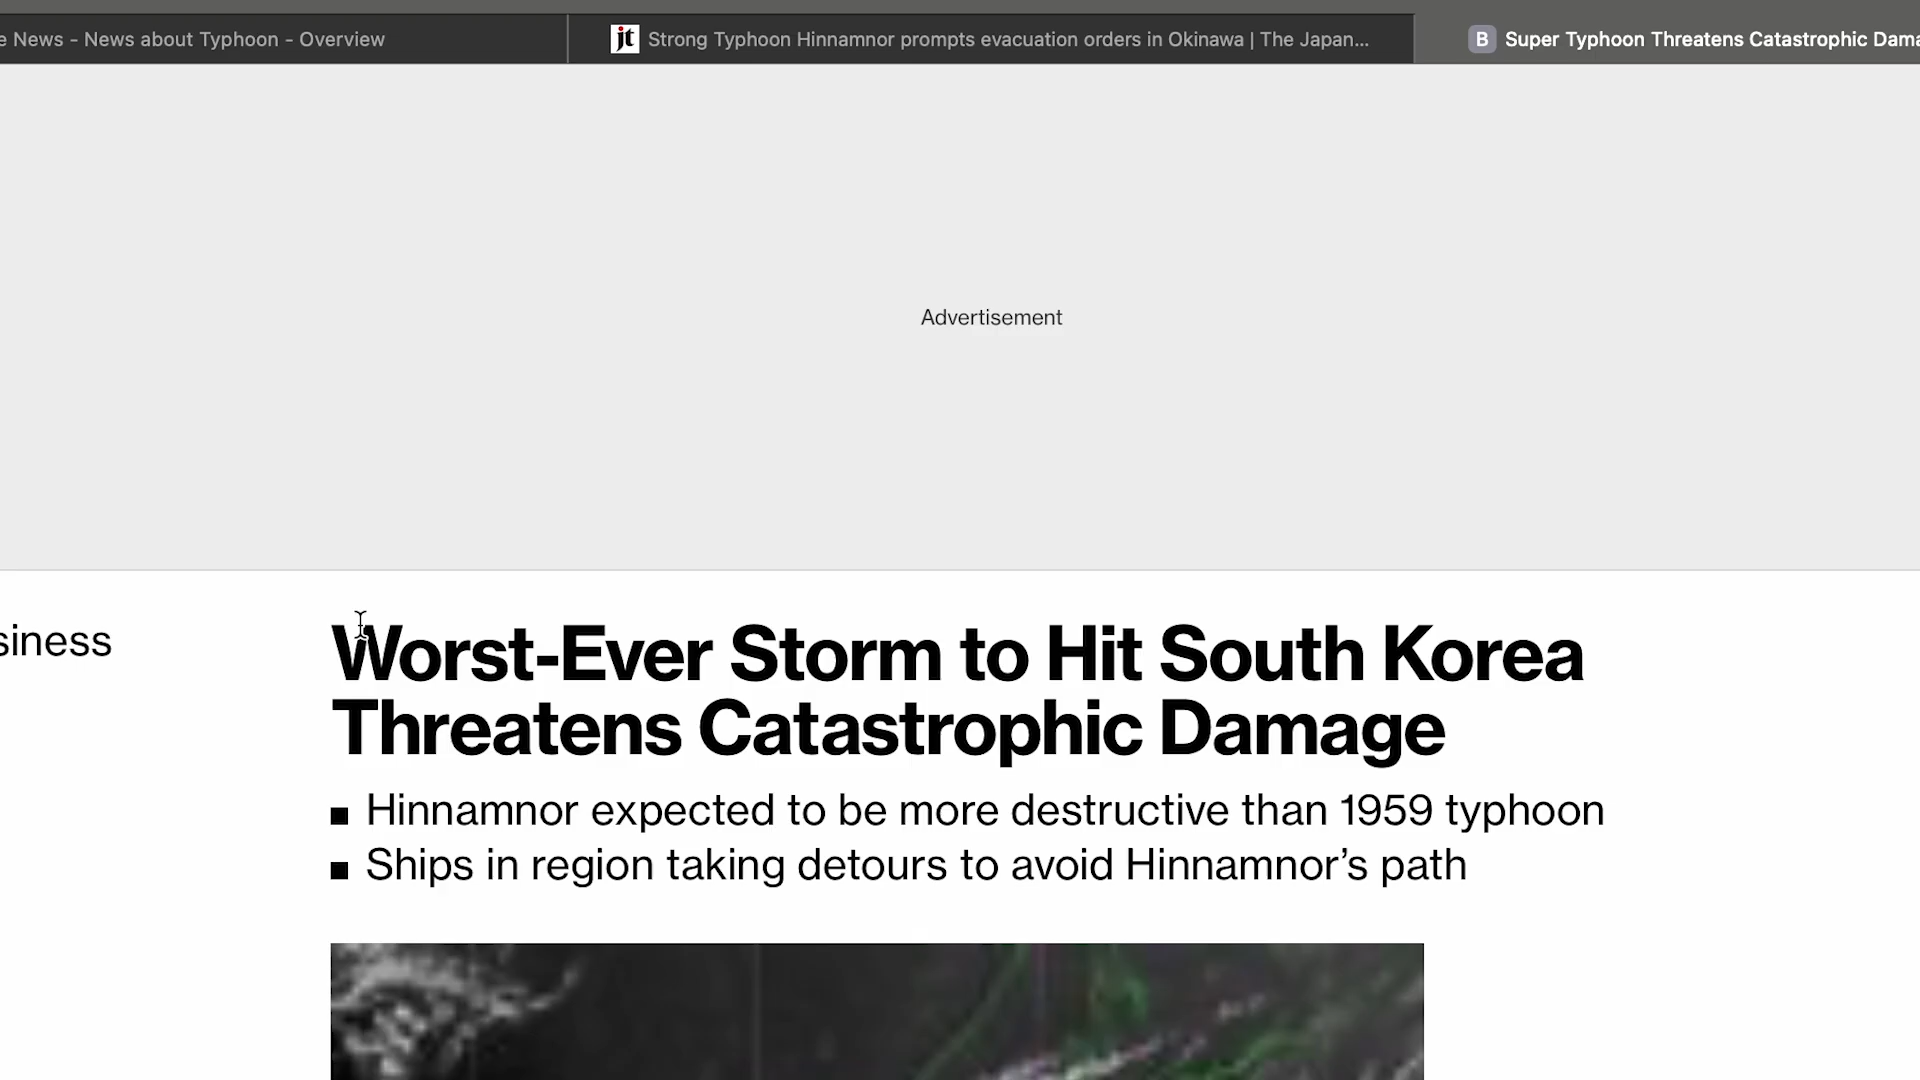 e News - News about Typhoon - Overview
jt Strong Typhoon Hinnamnor prompts evacuation orders in Okinawa | The Japan...
B Super Typhoon Threatens Catastrophic Dama
Advertisement
siness
Worst-Ever Storm to Hit South Korea
Threatens Catastrophic Damage
■ Hinnamnor expected to be more destructive than 1959 typhoon
■ Ships in region taking detours to avoid Hinnamnor’s path